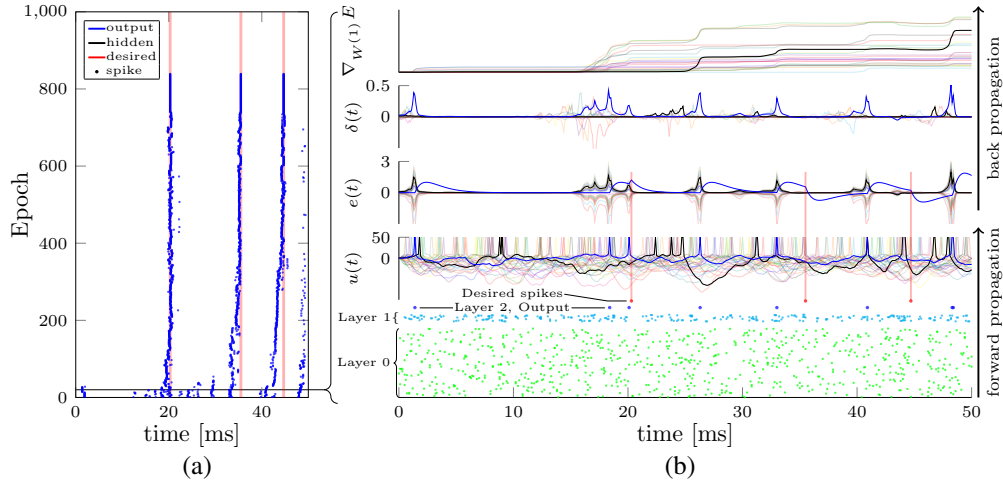 1,000
800
600
400
200
0
Epoch
output
hidden
desired
spike
0
20
40
time [ms]
(a)
∇_{W^{(1)}} E
0.5
0
δ(t)
3
0
e(t)
50
0
u(t)
Desired spikes
Layer 2, Output
Layer 1{
Layer 0
0
10
20
30
40
50
time [ms]
(b)
back propagation
forward propagation